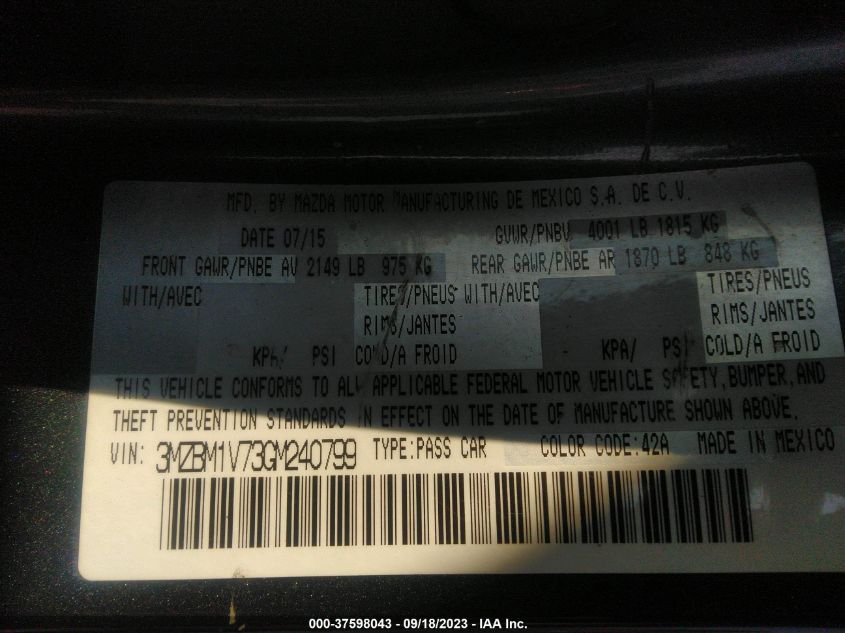 MFD. BY MAZDA MOTOR MANUFACTURING DE MEXICO S.A. DE C.V.
DATE 07/15 GVWR/PNBV 4001 LB 1815 KG
FRONT GAWR/PNBE AV 2149 LB 975 KG REAR GAWR/PNBE AR 1870 LB 848 KG
WITH/AVEC TIRES/PNEUS WITH/AVEC TIRES/PNEUS
RIMS/JANTES RIMS/JANTES
KPA/ PSI COLD/A FROID - KPA/ PSI COLD/A FROID
THIS VEHICLE CONFORMS TO ALL APPLICABLE FEDERAL MOTOR VEHICLE SAFETY, BUMPER, AND
THEFT PREVENTION STANDARDS IN EFFECT ON THE DATE OF MANUFACTURE SHOWN ABOVE.
VIN: 3MZBM1V73GM240799 TYPE:PASS CAR COLOR CODE:42A MADE IN MEXICO
000-37598043 - 09/18/2023 - IAA Inc.